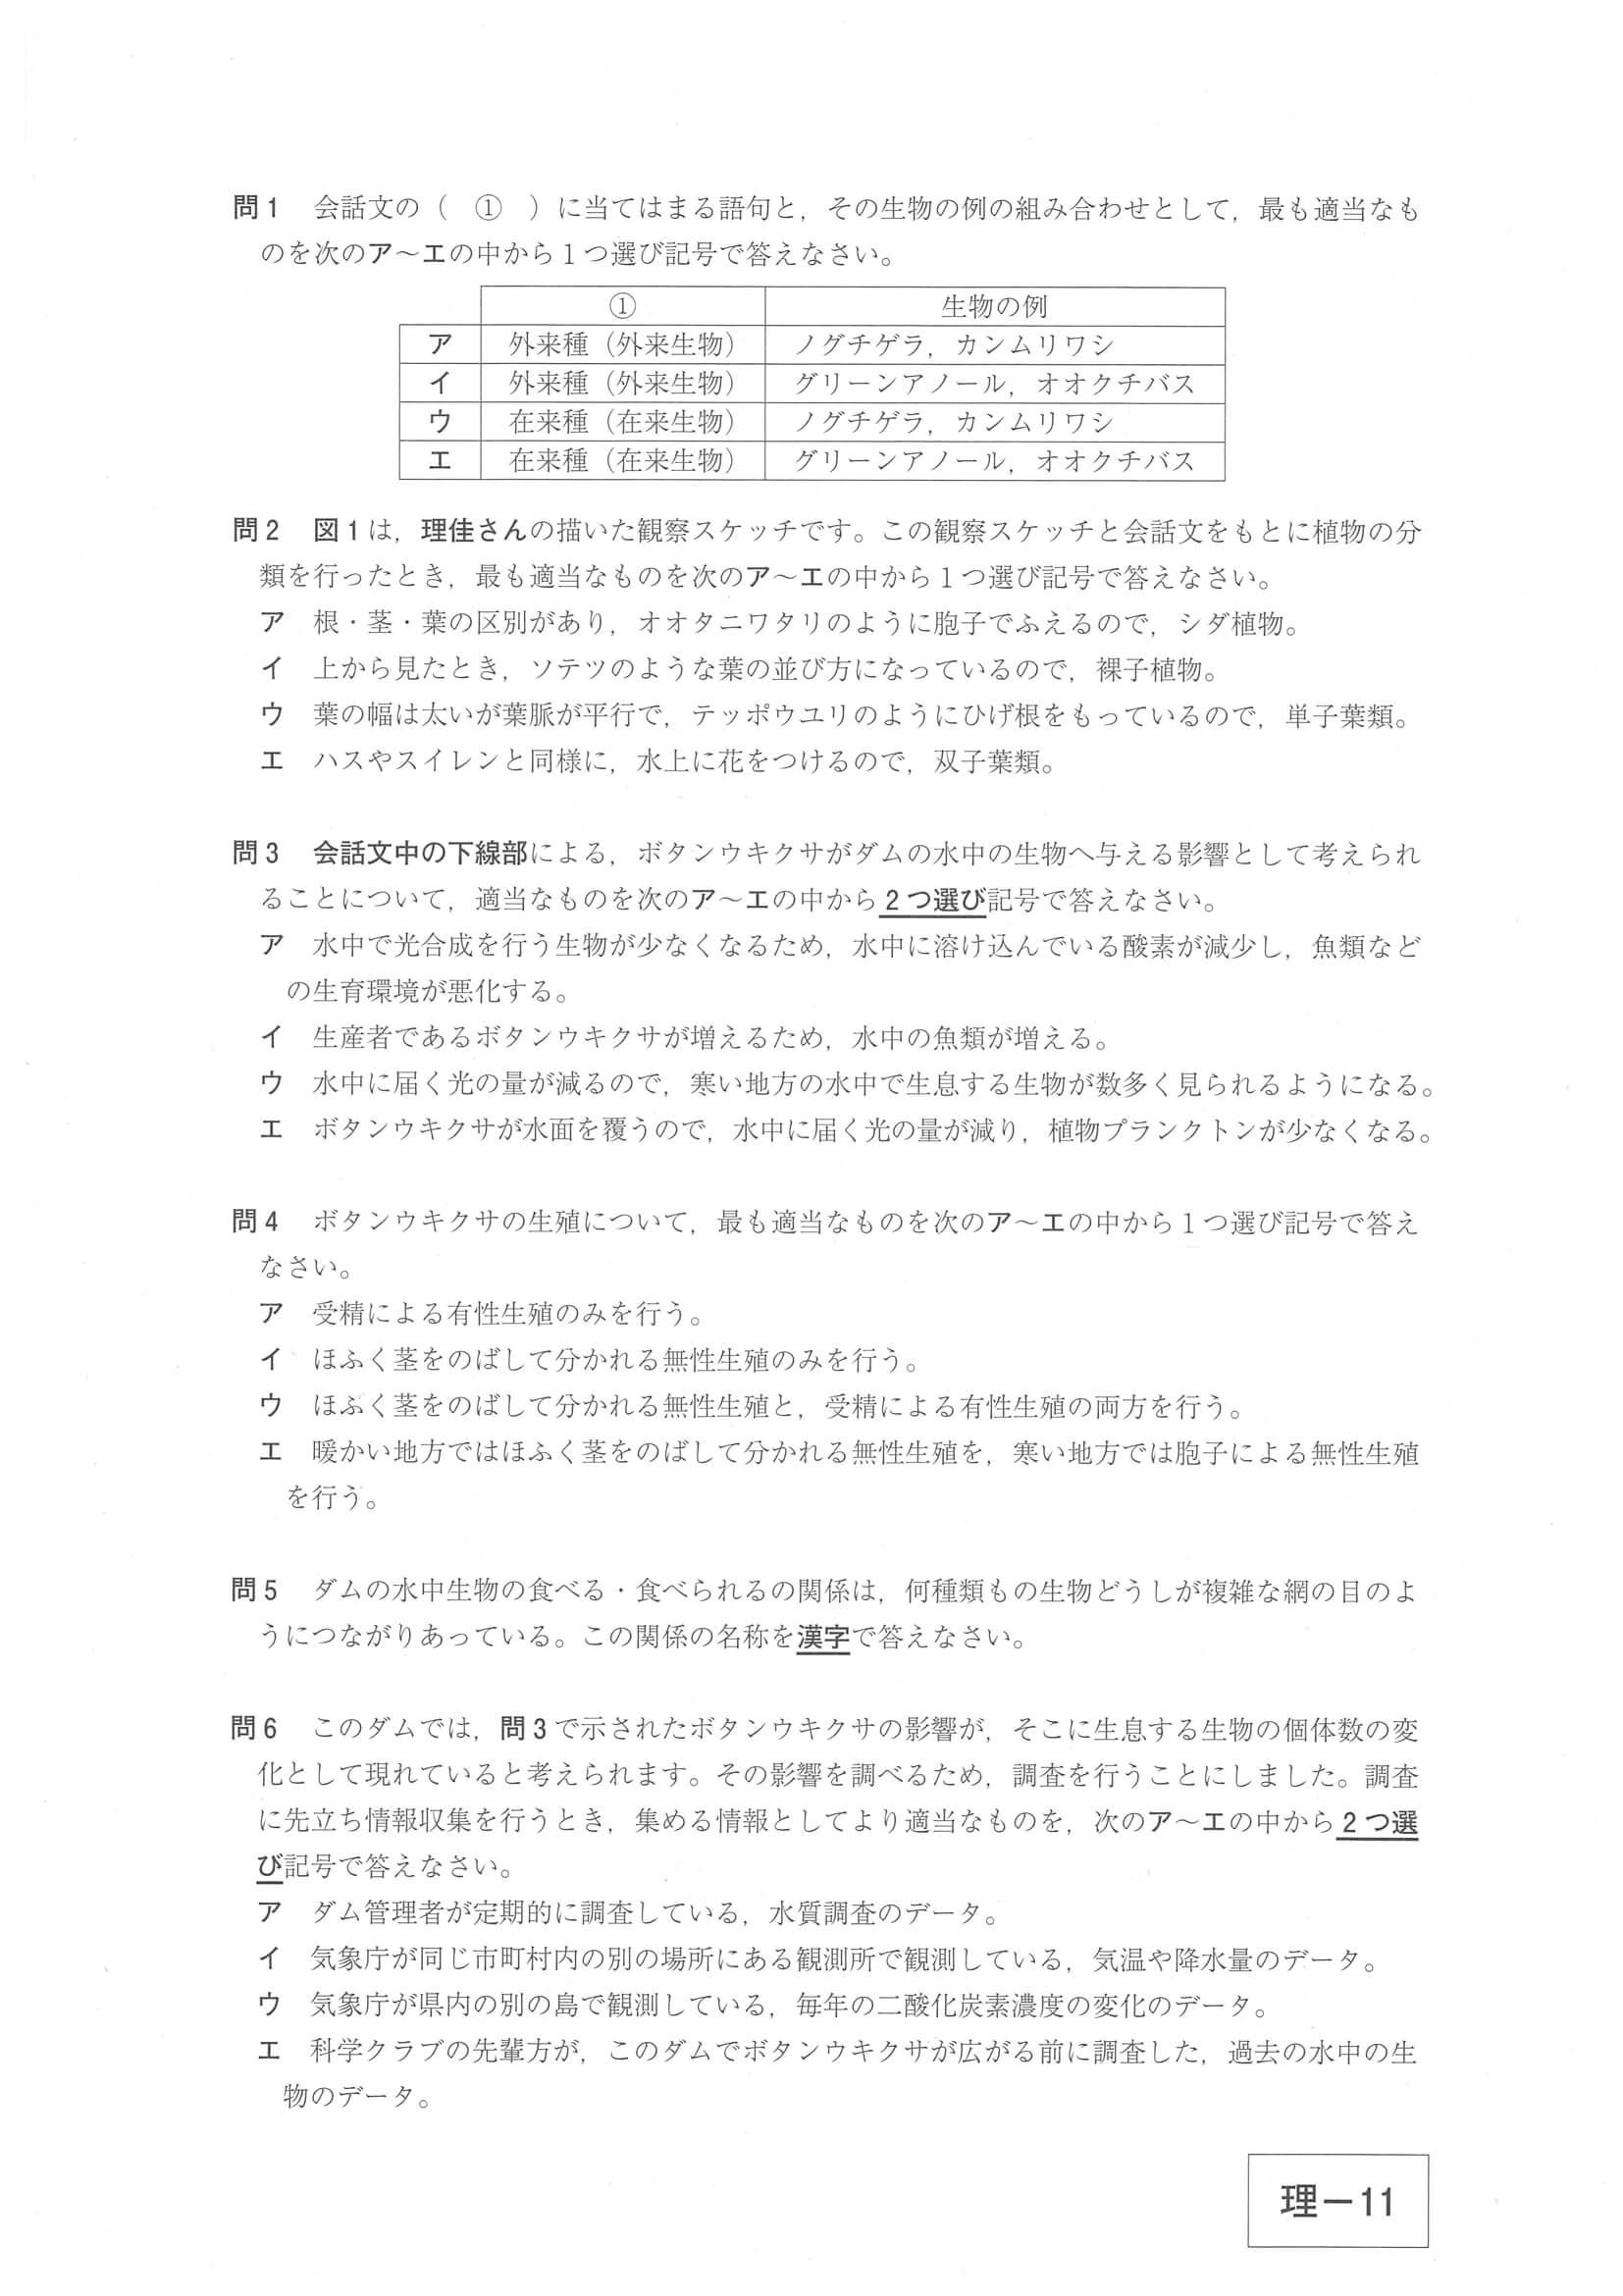 問1　会話文の（　①　）に当てはまる語句と，その生物の例の組み合わせとして，最も適当なも
のを次のア～エの中から1つ選び記号で答えなさい。
①　生物の例
ア　外来種（外来生物）　ノグチゲラ，カンムリワシ
イ　外来種（外来生物）　グリーンアノール，オオクチバス
ウ　在来種（在来生物）　ノグチゲラ，カンムリワシ
エ　在来種（在来生物）　グリーンアノール，オオクチバス
問2　図1は，理佳さんの描いた観察スケッチです。この観察スケッチと会話文をもとに植物の分
類を行ったとき，最も適当なものを次のア～エの中から1つ選び記号で答えなさい。
ア　根・茎・葉の区別があり，オオタニワタリのように胞子でふえるので，シダ植物。
イ　上から見たとき，ソテツのような葉の並び方になっているので，裸子植物。
ウ　葉の幅は太いが葉脈が平行で，テッポウユリのようにひげ根をもっているので，単子葉類。
エ　ハスやスイレンと同様に，水上に花をつけるので，双子葉類。
問3　会話文中の下線部による，ボタンウキクサがダムの水中の生物へ与える影響として考えられ
ることについて，適当なものを次のア～エの中から2つ選び記号で答えなさい。
ア　水中で光合成を行う生物が少なくなるため，水中に溶け込んでいる酸素が減少し，魚類など
の生育環境が悪化する。
イ　生産者であるボタンウキクサが増えるため，水中の魚類が増える。
ウ　水中に届く光の量が減るので，寒い地方の水中で生息する生物が数多く見られるようになる。
エ　ボタンウキクサが水面を覆うので，水中に届く光の量が減り，植物プランクトンが少なくなる。
問4　ボタンウキクサの生殖について，最も適当なものを次のア～エの中から1つ選び記号で答え
なさい。
ア　受精による有性生殖のみを行う。
イ　ほふく茎をのばして分かれる無性生殖のみを行う。
ウ　ほふく茎をのばして分かれる無性生殖と，受精による有性生殖の両方を行う。
エ　暖かい地方ではほふく茎をのばして分かれる無性生殖を，寒い地方では胞子による無性生殖
を行う。
問5　ダムの水中生物の食べる・食べられるの関係は，何種類もの生物どうしが複雑な網の目のよ
うにつながりあっている。この関係の名称を漢字で答えなさい。
問6　このダムでは，問3で示されたボタンウキクサの影響が，そこに生息する生物の個体数の変
化として現れていると考えられます。その影響を調べるため，調査を行うことにしました。調査
に先立ち情報収集を行うとき，集める情報としてより適当なものを，次のア～エの中から2つ選
び記号で答えなさい。
ア　ダム管理者が定期的に調査している，水質調査のデータ。
イ　気象庁が同じ市町村内の別の場所にある観測所で観測している，気温や降水量のデータ。
ウ　気象庁が県内の別の島で観測している，毎年の二酸化炭素濃度の変化のデータ。
エ　科学クラブの先輩方が，このダムでボタンウキクサが広がる前に調査した，過去の水中の生
物のデータ。
理－11